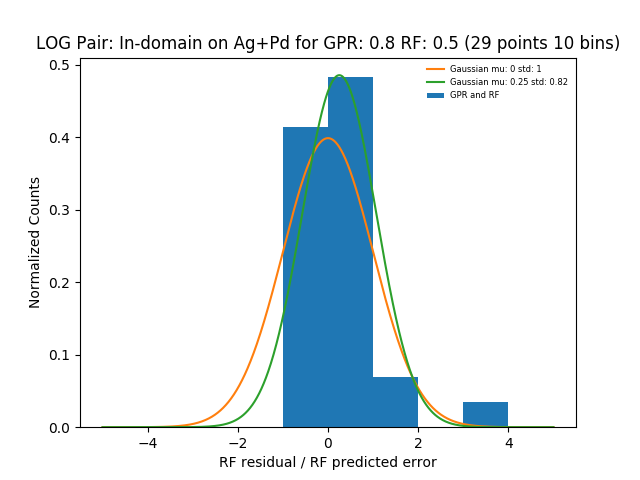 LOG Pair: In-domain on Ag+Pd for GPR: 0.8 RF: 0.5 (29 points 10 bins)
Gaussian mu: 0 std: 1
Gaussian mu: 0.25 std: 0.82
GPR and RF
Normalized Counts
0.5
0.4
0.3
0.2
0.1
0.0
−4 −2 0 2 4
RF residual / RF predicted error